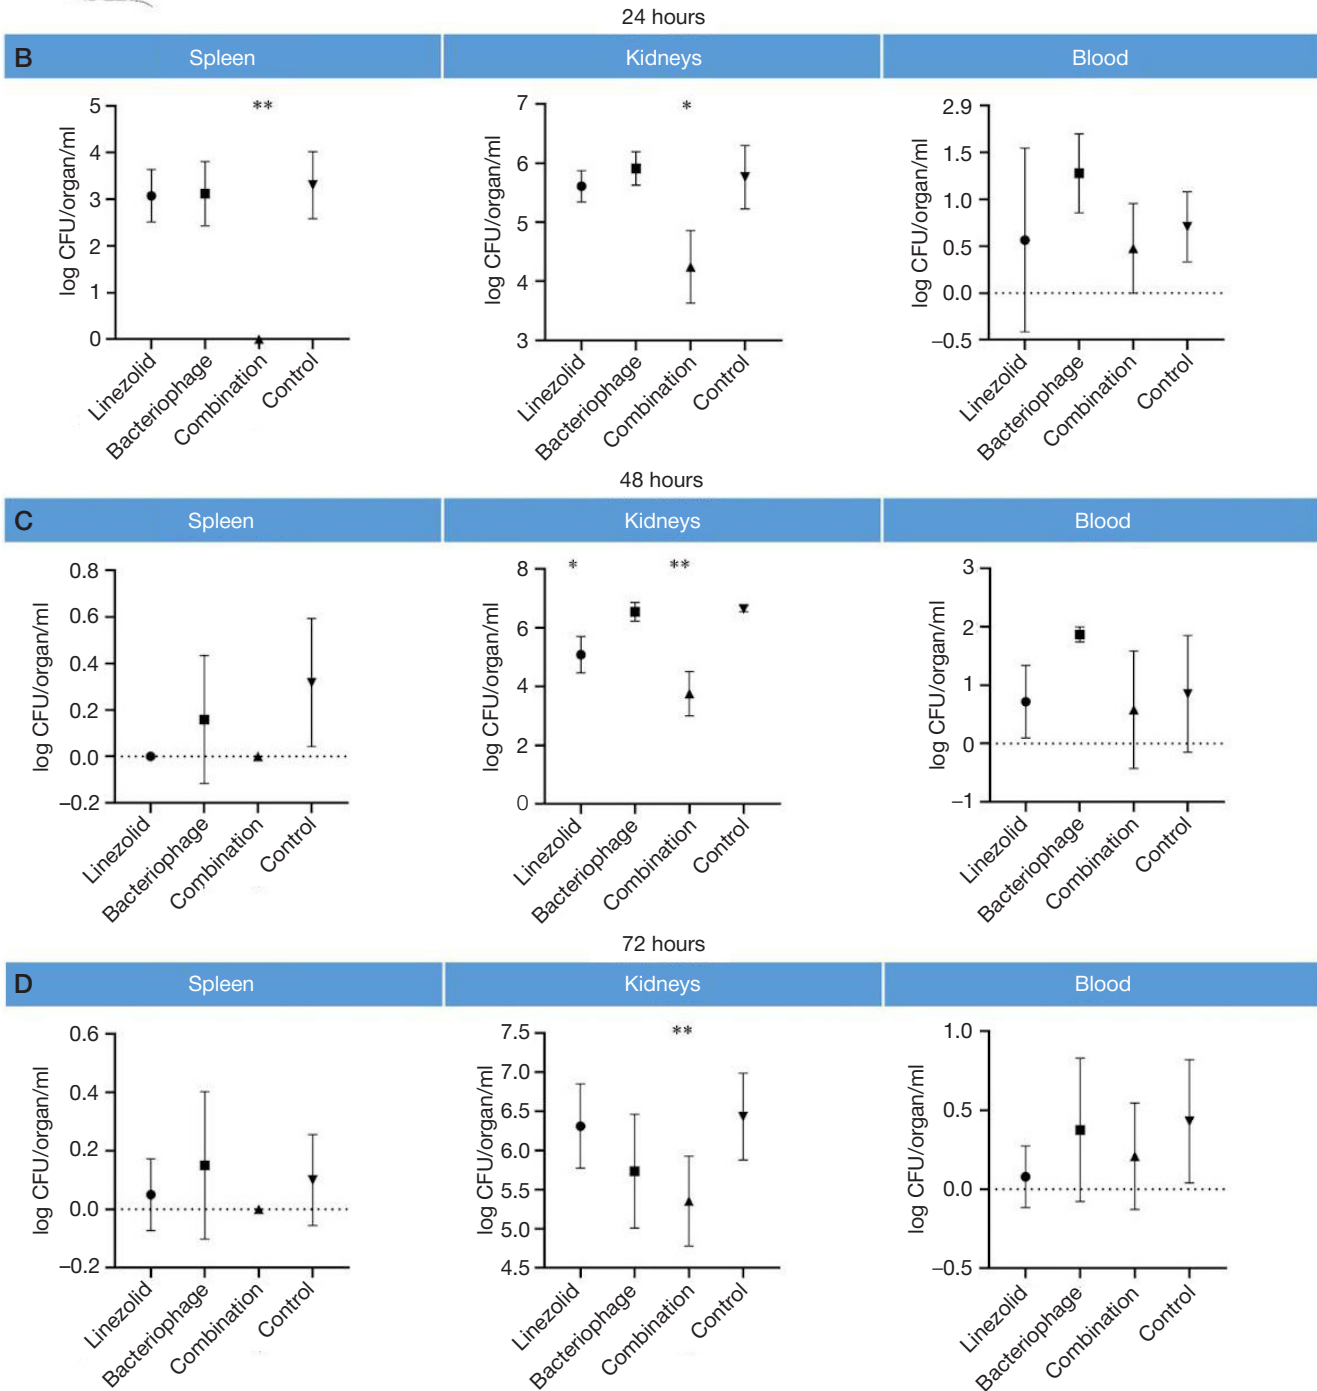 24 hours
B Spleen Kidneys Blood
** *
5 4 3 2 1 0
log CFU/organ/ml
7 6 5 4 3
log CFU/organ/ml
2.9 1.5 1.0 0.5 0.0 –0.5
log CFU/organ/ml
Linezolid Bacteriophage Combination Control
Linezolid Bacteriophage Combination Control
Linezolid Bacteriophage Combination Control
48 hours
C Spleen Kidneys Blood
* **
0.8 0.6 0.4 0.2 0.0 –0.2
log CFU/organ/ml
8 6 4 2 0
log CFU/organ/ml
3 2 1 0 –1
log CFU/organ/ml
Linezolid Bacteriophage Combination Control
Linezolid Bacteriophage Combination Control
Linezolid Bacteriophage Combination Control
72 hours
D Spleen Kidneys Blood
**
0.6 0.4 0.2 0.0 –0.2
log CFU/organ/ml
7.5 7.0 6.5 6.0 5.5 5.0 4.5
log CFU/organ/ml
1.0 0.5 0.0 –0.5
log CFU/organ/ml
Linezolid Bacteriophage Combination Control
Linezolid Bacteriophage Combination Control
Linezolid Bacteriophage Combination Control